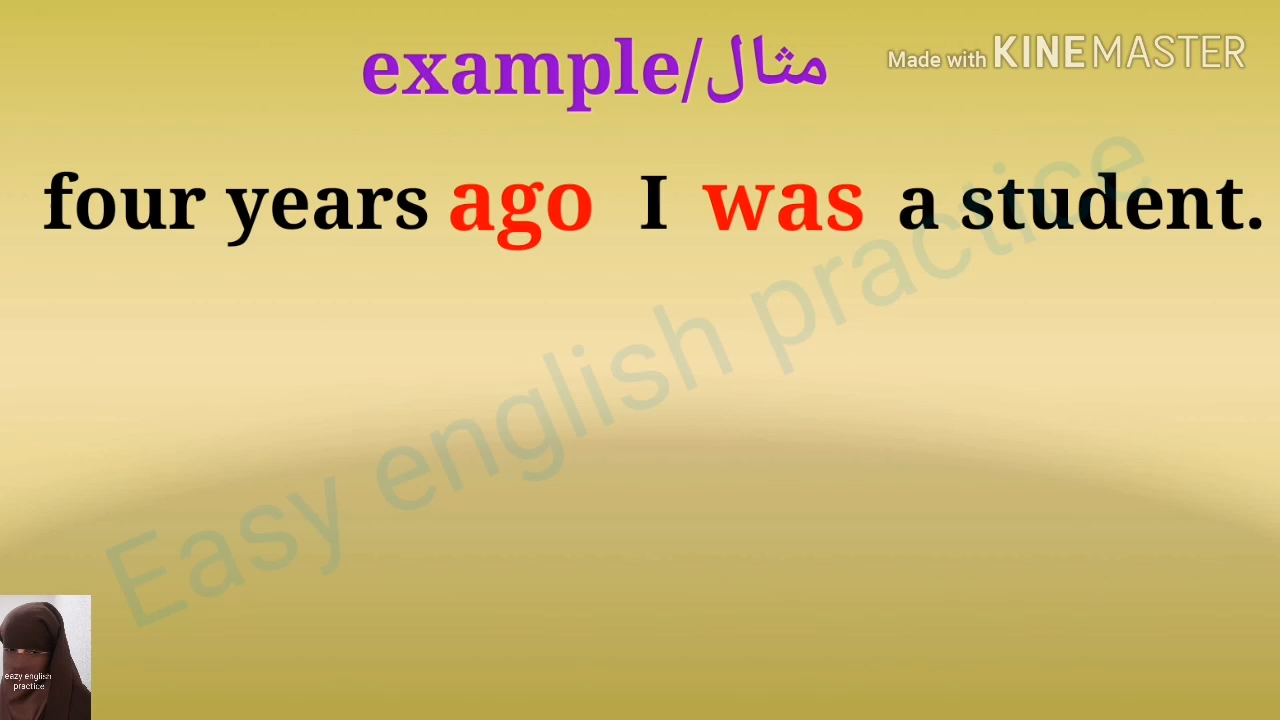 example/مثال
Made with KINEMASTER
four years ago I was a student.
Easy english practice
eazy english
practice